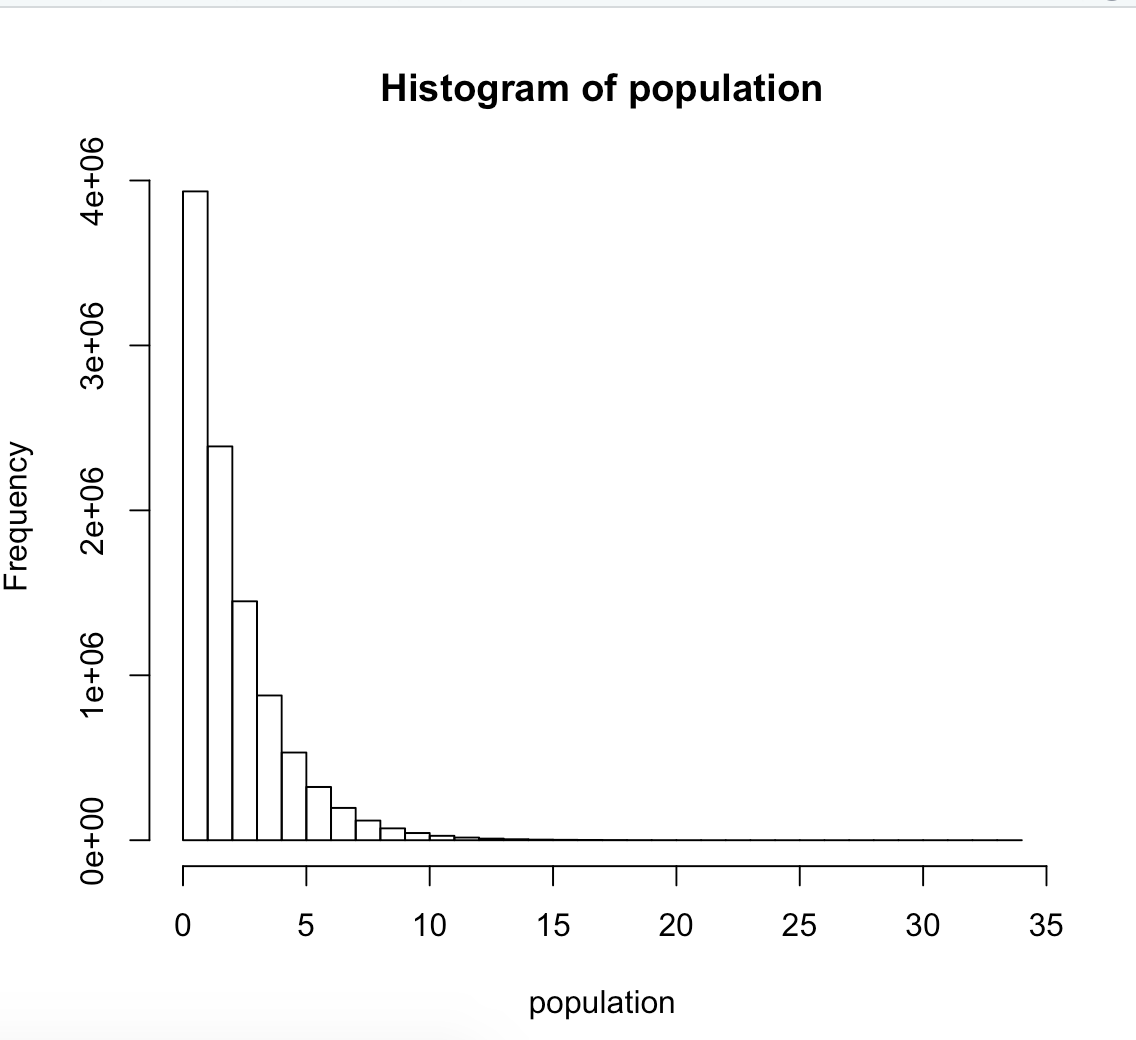 Histogram of population
Frequency
4e+06
3e+06
2e+06
1e+06
0e+00
0 5 10 15 20 25 30 35
population